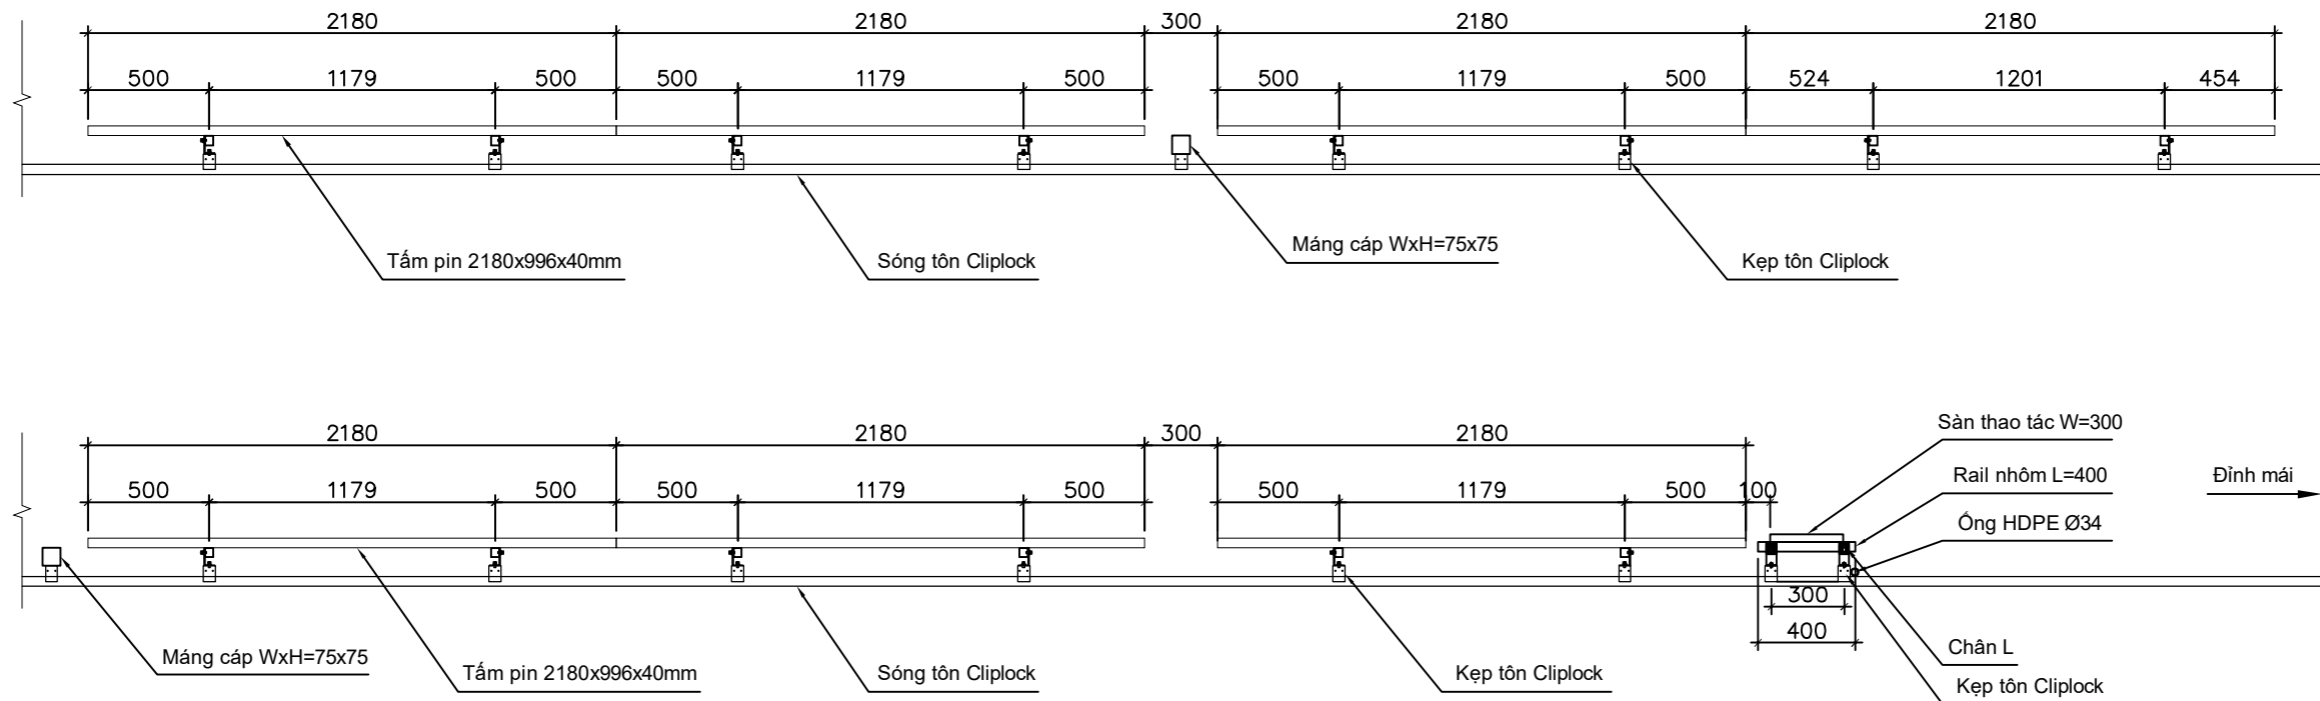 2180 2180 300 2180 2180
500 1179 500 500 1179 500 500 1179 500 524 1201 454
Máng cáp WxH=75x75
Tấm pin 2180x996x40mm Sóng tôn Cliplock Kẹp tôn Cliplock
Sàn thao tác W=300
2180 2180 300 2180
Rail nhôm L=400 Đỉnh mái
500 1179 500 500 1179 500 500 1179 500 100
Ống HDPE Ø34
300
400
Chân L
Máng cáp WxH=75x75
Tấm pin 2180x996x40mm Sóng tôn Cliplock Kẹp tôn Cliplock
Kẹp tôn Cliplock